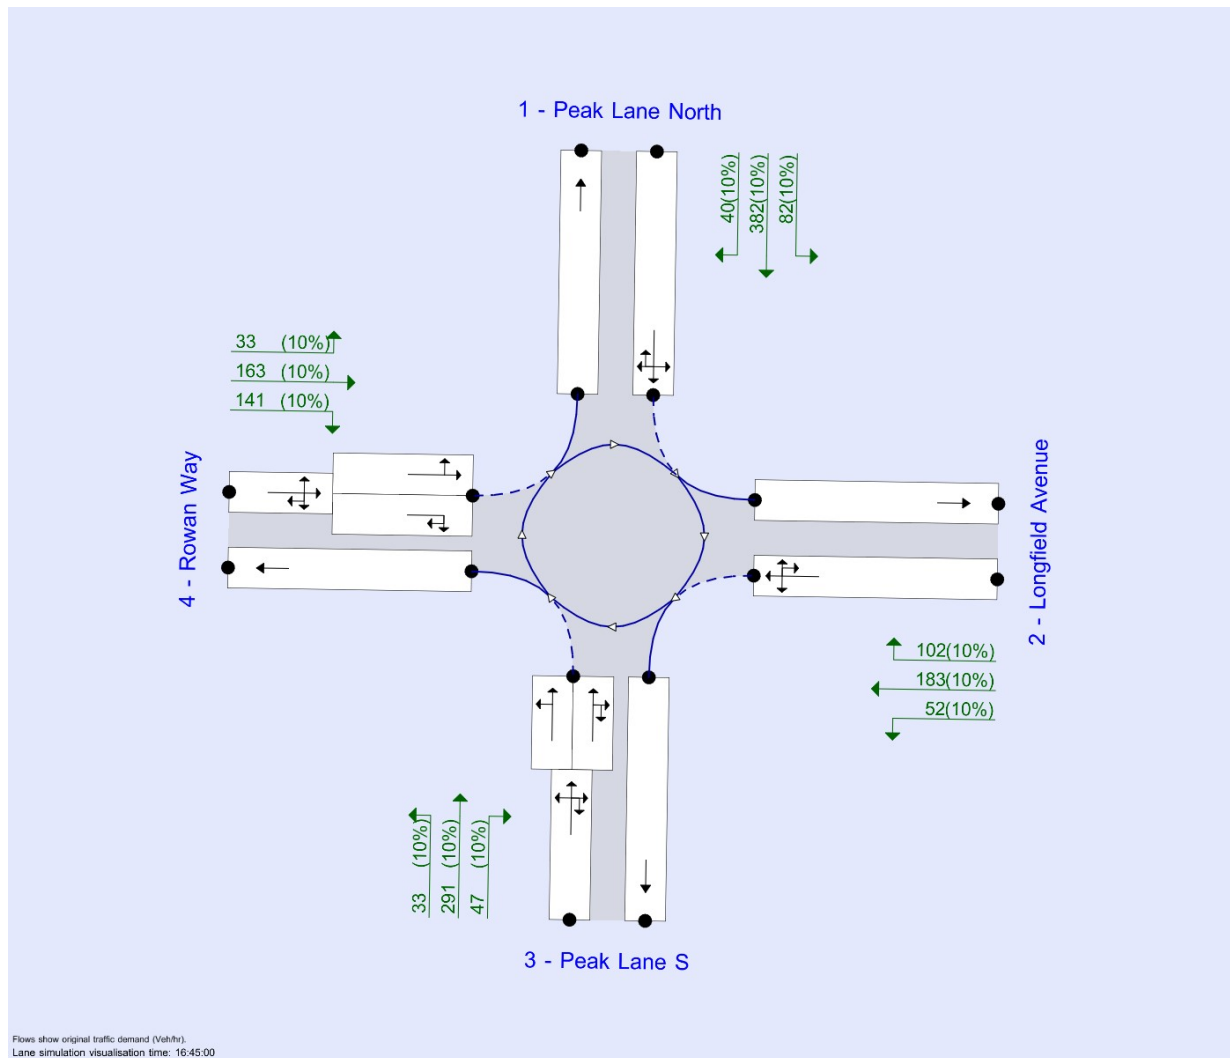 1 - Peak Lane North
40(10%)
382(10%)
82(10%)
33 (10%)
163 (10%)
141 (10%)
4 - Rowan Way
2 - Longfield Avenue
102(10%)
183(10%)
52(10%)
33 (10%)
291 (10%)
47 (10%)
3 - Peak Lane S
Flows show original traffic demand (Veh/hr).
Lane simulation visualisation time: 16:45:00